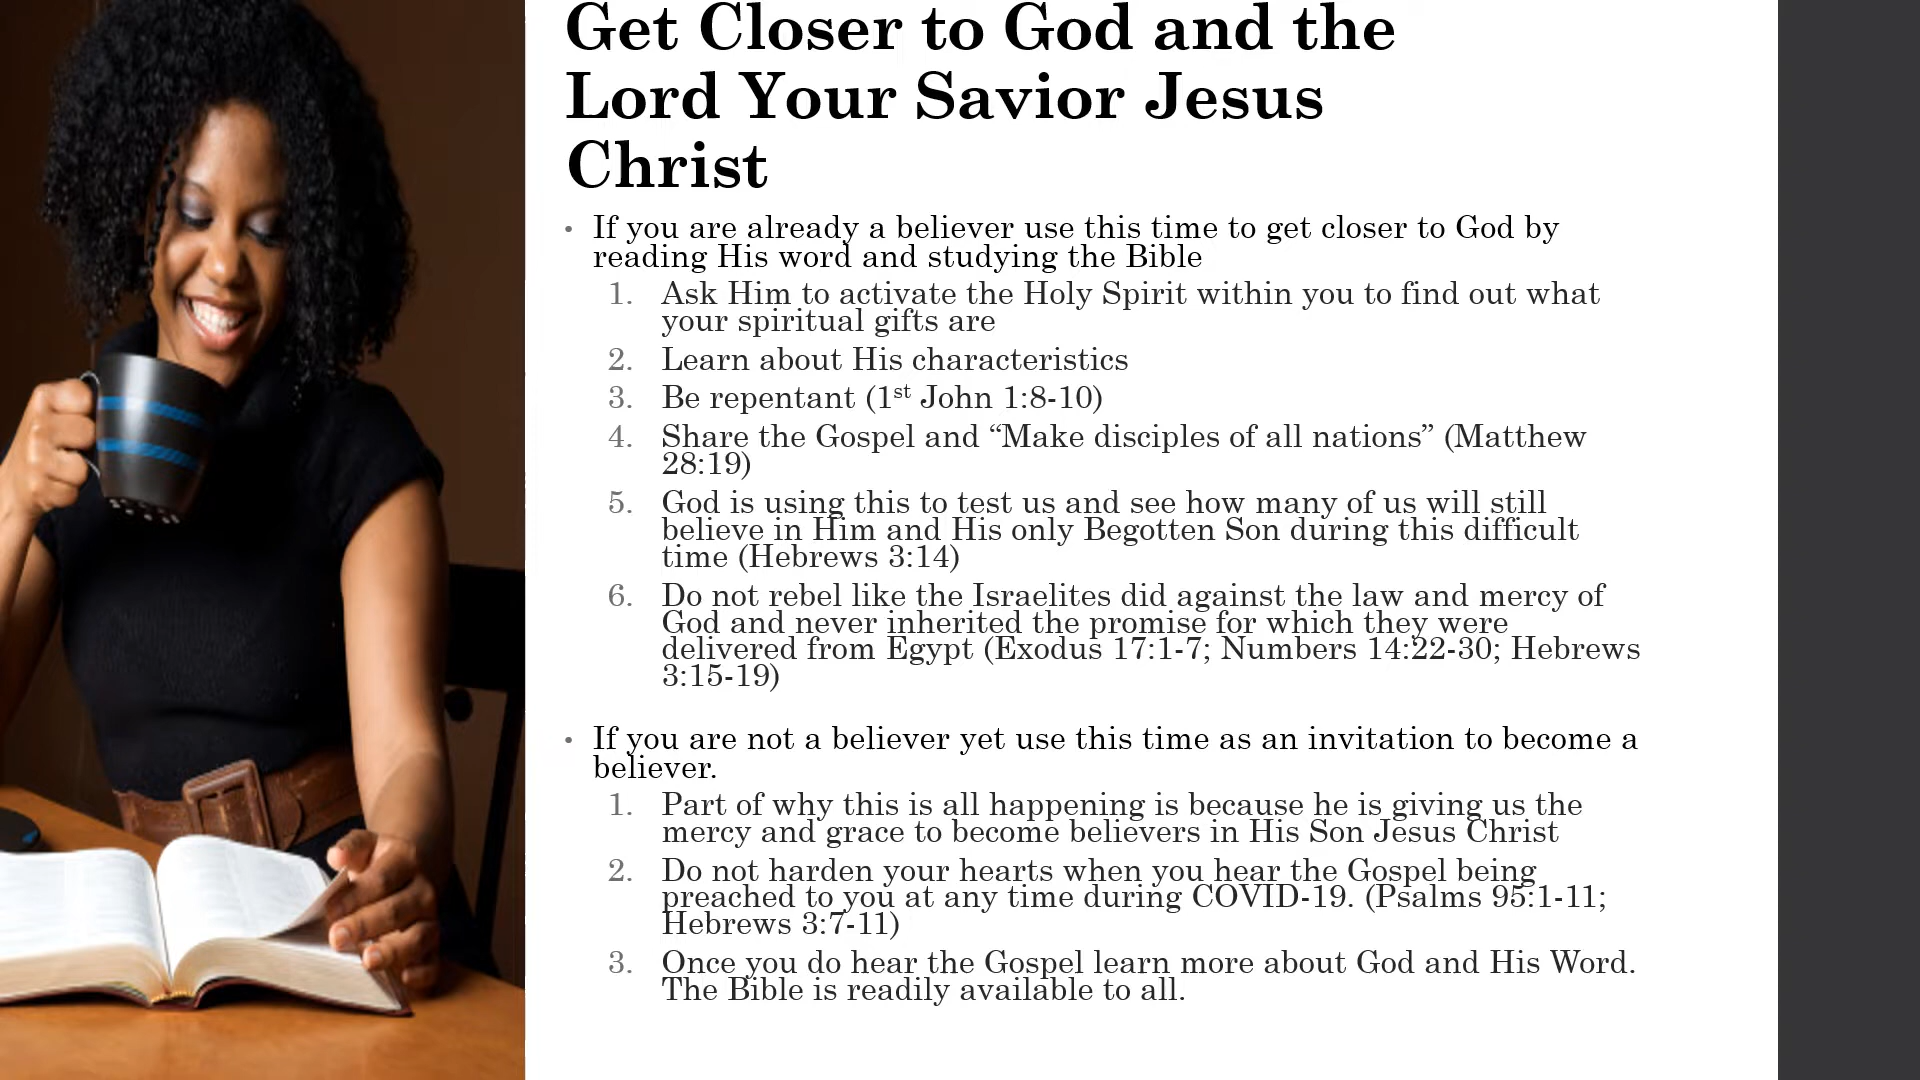 Get Closer to God and the
Lord Your Savior Jesus
Christ
• If you are already a believer use this time to get closer to God by
reading His word and studying the Bible
1. Ask Him to activate the Holy Spirit within you to find out what
your spiritual gifts are
2. Learn about His characteristics
3. Be repentant (1st John 1:8-10)
4. Share the Gospel and “Make disciples of all nations” (Matthew
28:19)
5. God is using this to test us and see how many of us will still
believe in Him and His only Begotten Son during this difficult
time (Hebrews 3:14)
6. Do not rebel like the Israelites did against the law and mercy of
God and never inherited the promise for which they were
delivered from Egypt (Exodus 17:1-7; Numbers 14:22-30; Hebrews
3:15-19)
• If you are not a believer yet use this time as an invitation to become a
believer.
1. Part of why this is all happening is because he is giving us the
mercy and grace to become believers in His Son Jesus Christ
2. Do not harden your hearts when you hear the Gospel being
preached to you at any time during COVID-19. (Psalms 95:1-11;
Hebrews 3:7-11)
3. Once you do hear the Gospel learn more about God and His Word.
The Bible is readily available to all.